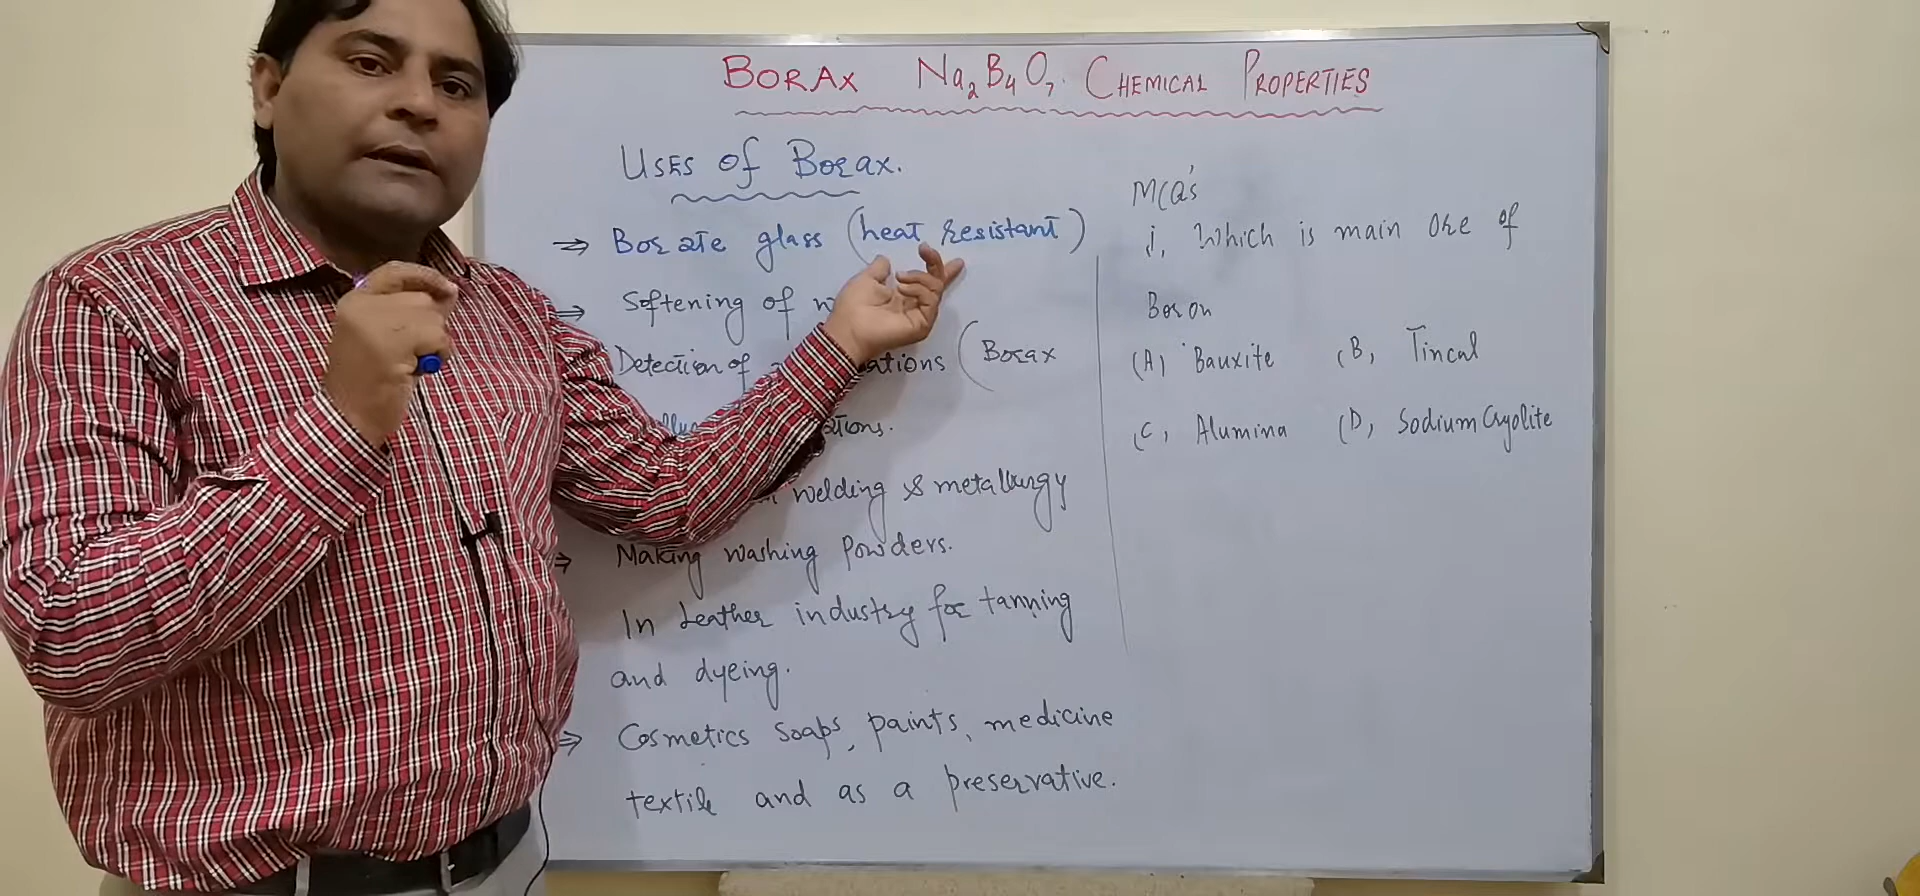 BORAX Na2B4O7. CHEMICAL PROPERTIES
USES of Borax.
⇒ Borate glass (heat resistant)
⇒ Softening of
Detection of ations (Borax
ations.
welding & metallurgy
⇒ Making washing powders.
In Leather industry for tanning
and dyeing.
⇒ Cosmetics soaps, paints, medicine
textile and as a preservative.
MCQ's
i, Which is main ore of
Boron
(A) Bauxite (B, Tincal
(C, Alumina (D, Sodium Cryolite